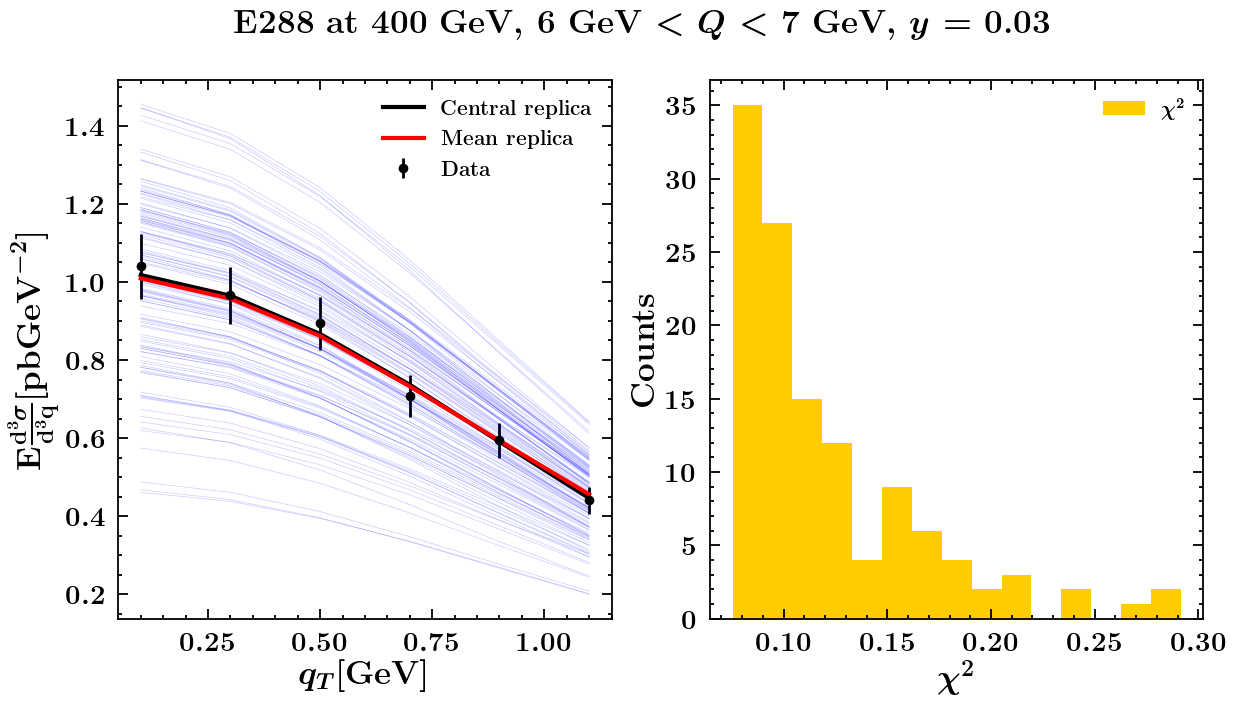 E288 at 400 GeV, 6 GeV < Q < 7 GeV, y = 0.03
E d³σ/d³q [pbGeV⁻²]
1.4
1.2
1.0
0.8
0.6
0.4
0.2
Central replica
Mean replica
Data
0.25 0.50 0.75 1.00
q_T [GeV]
Counts
35
30
25
20
15
10
5
0
χ²
0.10 0.15 0.20 0.25 0.30
χ²